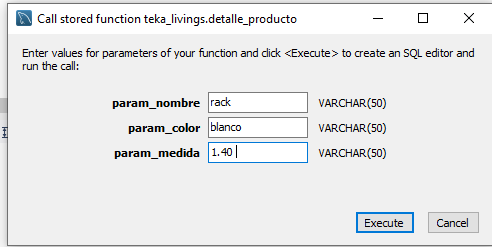 Call stored function teka_livings.detalle_producto
Enter values for parameters of your function and click <Execute> to create an SQL editor and
run the call:
param_nombre rack VARCHAR(50)
param_color blanco VARCHAR(50)
param_medida 1.40 VARCHAR(50)
Execute Cancel